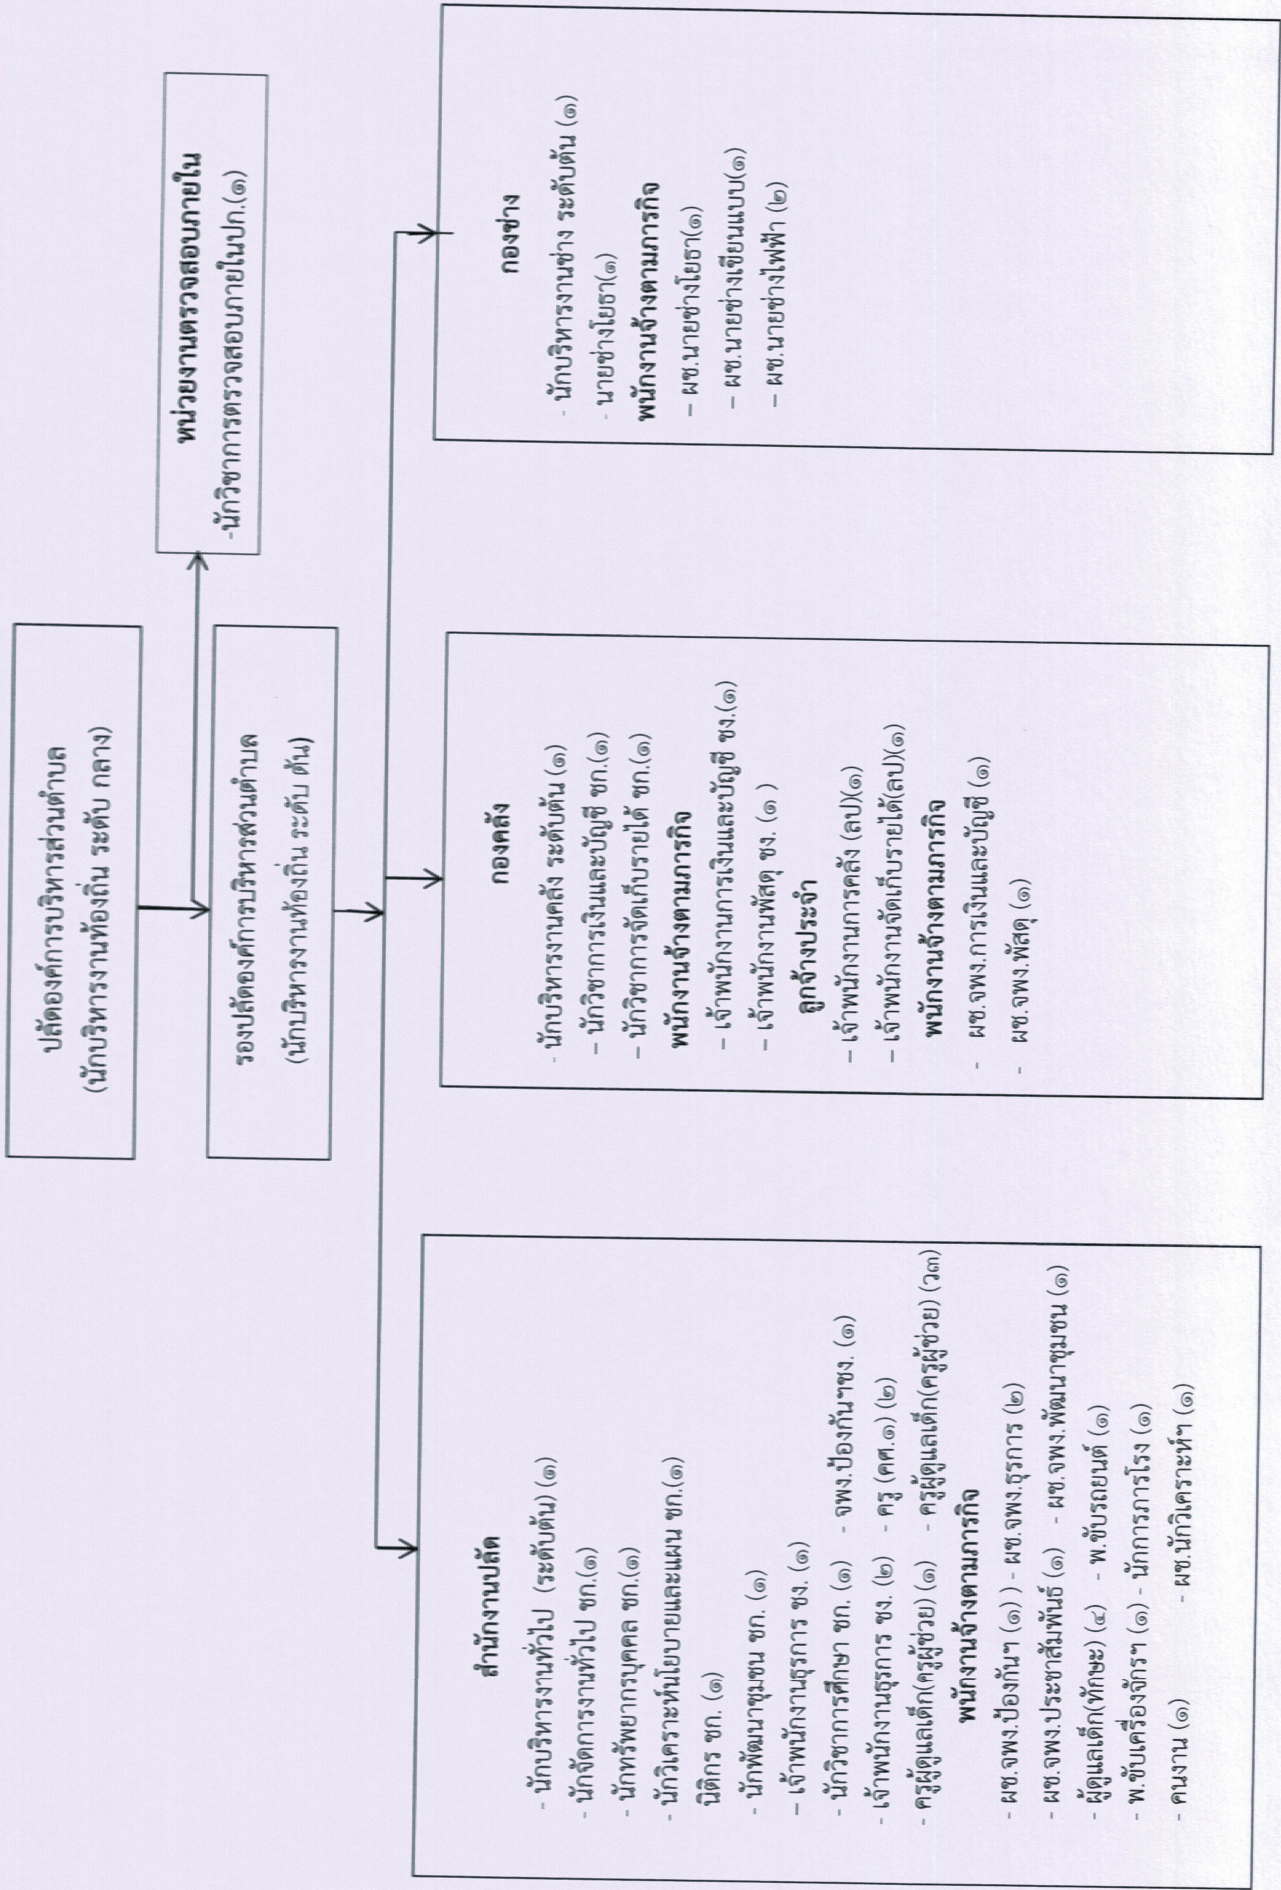 ปลัดองค์การบริหารส่วนตำบล
(นักบริหารงานท้องถิ่น ระดับ กลาง)
หน่วยงานตรวจสอบภายใน
-นักวิชาการตรวจสอบภายในปก.(๑)
รองปลัดองค์การบริหารส่วนตำบล
(นักบริหารงานท้องถิ่น ระดับ ต้น)
สำนักงานปลัด
- นักบริหารงานทั่วไป (ระดับต้น) (๑)
- นักจัดการงานทั่วไป ชก.(๑)
- นักทรัพยากรบุคคล ชก.(๑)
- นักวิเคราะห์นโยบายและแผน ชก.(๑)
นิติกร ชก. (๑)
- นักพัฒนาชุมชน ชก. (๑)
– เจ้าพนักงานธุรการ ชง. (๑)
- นักวิชาการศึกษา ชก. (๑) - จพง.ป้องกันฯชง. (๑)
- เจ้าพนักงานธุรการ ชง. (๒) - ครู (คศ.๑) (๒)
- ครูผู้ดูแลเด็ก(ครูผู้ช่วย) (๑) - ครูผู้ดูแลเด็ก(ครูผู้ช่วย) (ว๓)
พนักงานจ้างตามภารกิจ
- ผช.จพง.ป้องกันฯ (๑) ) - ผช.จพง.ธุรการ (๒)
- ผช.จพง.ประชาสัมพันธ์ (๑) - ผช.จพง.พัฒนาชุมชน (๑)
- ผู้ดูแลเด็ก(ทักษะ) (๔) - พ.ขับรถยนต์ (๑)
- พ.ขับเครื่องจักรฯ (๑) - นักการภารโรง (๑)
- คนงาน (๑) - ผช.นักวิเคราะห์ฯ (๑)
กองคลัง
- นักบริหารงานคลัง ระดับต้น (๑)
– นักวิชาการเงินและบัญชี ชก.(๑)
– นักวิชาการจัดเก็บรายได้ ชก.(๑)
พนักงานจ้างตามภารกิจ
– เจ้าพนักงานการเงินและบัญชี ชง.(๑)
– เจ้าพนักงานพัสดุ ชง. (๑ )
ลูกจ้างประจำ
– เจ้าพนักงานการคลัง (ลป)(๑)
– เจ้าพนักงานจัดเก็บรายได้(ลป)(๑)
พนักงานจ้างตามภารกิจ
- ผช.จพง.การเงินและบัญชี (๑)
- ผช.จพง.พัสดุ (๑)
กองช่าง
- นักบริหารงานช่าง ระดับต้น (๑)
- นายช่างโยธา(๑)
พนักงานจ้างตามภารกิจ
– ผช.นายช่างโยธา(๑)
– ผช.นายช่างเขียนแบบ(๑)
– ผช.นายช่างไฟฟ้า (๒)